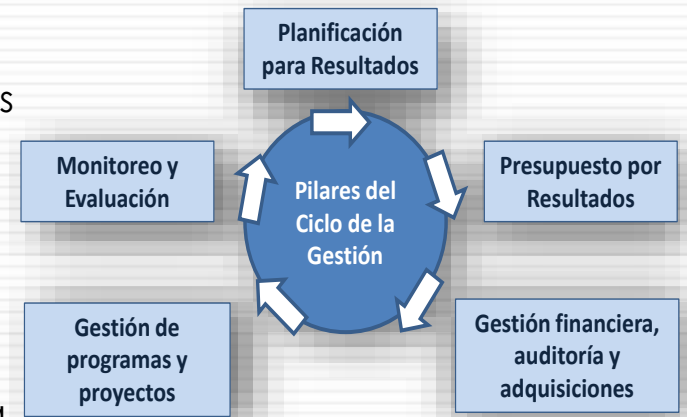 Planificación
para Resultados
s
Monitoreo y
Evaluación
Pilares del
Ciclo de la
Gestión
Presupuesto por
Resultados
Gestión de
programas y
proyectos
Gestión financiera,
auditoría y
adquisiciones